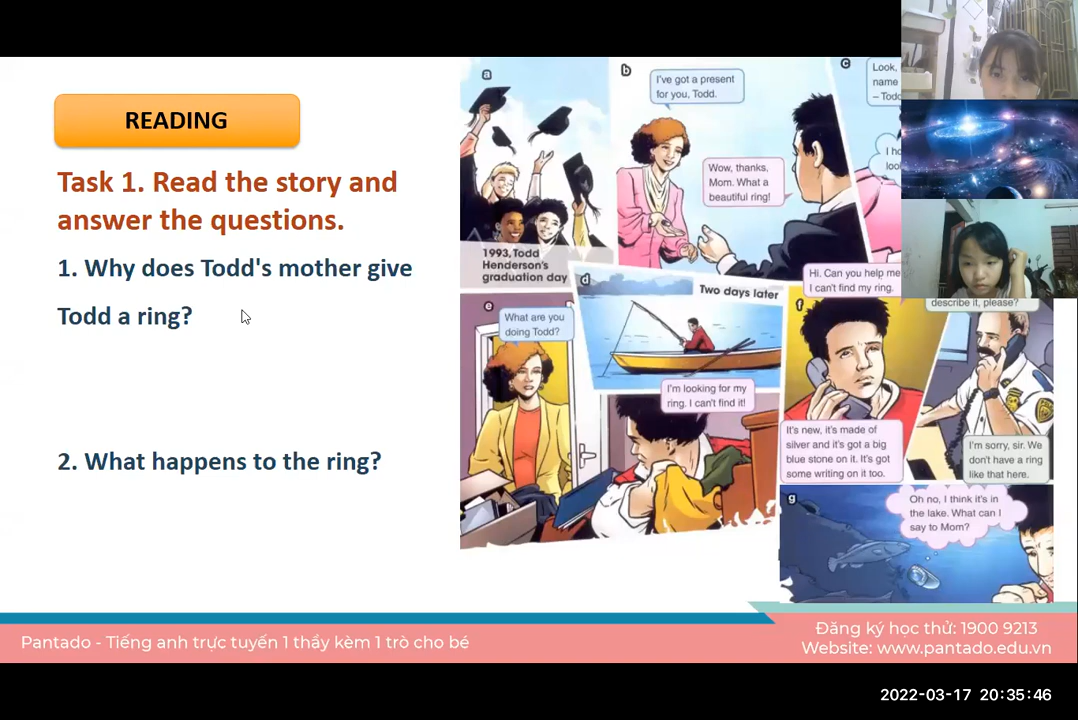 READING
Task 1. Read the story and
answer the questions.
1. Why does Todd's mother give
Todd a ring?
2. What happens to the ring?
a
1993, Todd
Henderson's
graduation day
b
I've got a present
for you, Todd.
Wow, thanks,
Mom. What a
beautiful ring!
c
Look,
name
d
Two days later
e
What are you
doing Todd?
I'm looking for my
ring. I can't find it!
f
Hi. Can you help me
I can't find my ring.
describe it, please?
It's new, it's made of
silver and it's got a big
blue stone on it. It's got
some writing on it too.
I'm sorry, sir. We
don't have a ring
like that here.
g
Oh no, I think it's in
the lake. What can I
say to Mom?
Pantado - Tiếng anh trực tuyến 1 thầy kèm 1 trò cho bé
Đăng ký học thử: 1900 9213
Website: www.pantado.edu.vn
2022-03-17 20:35:46